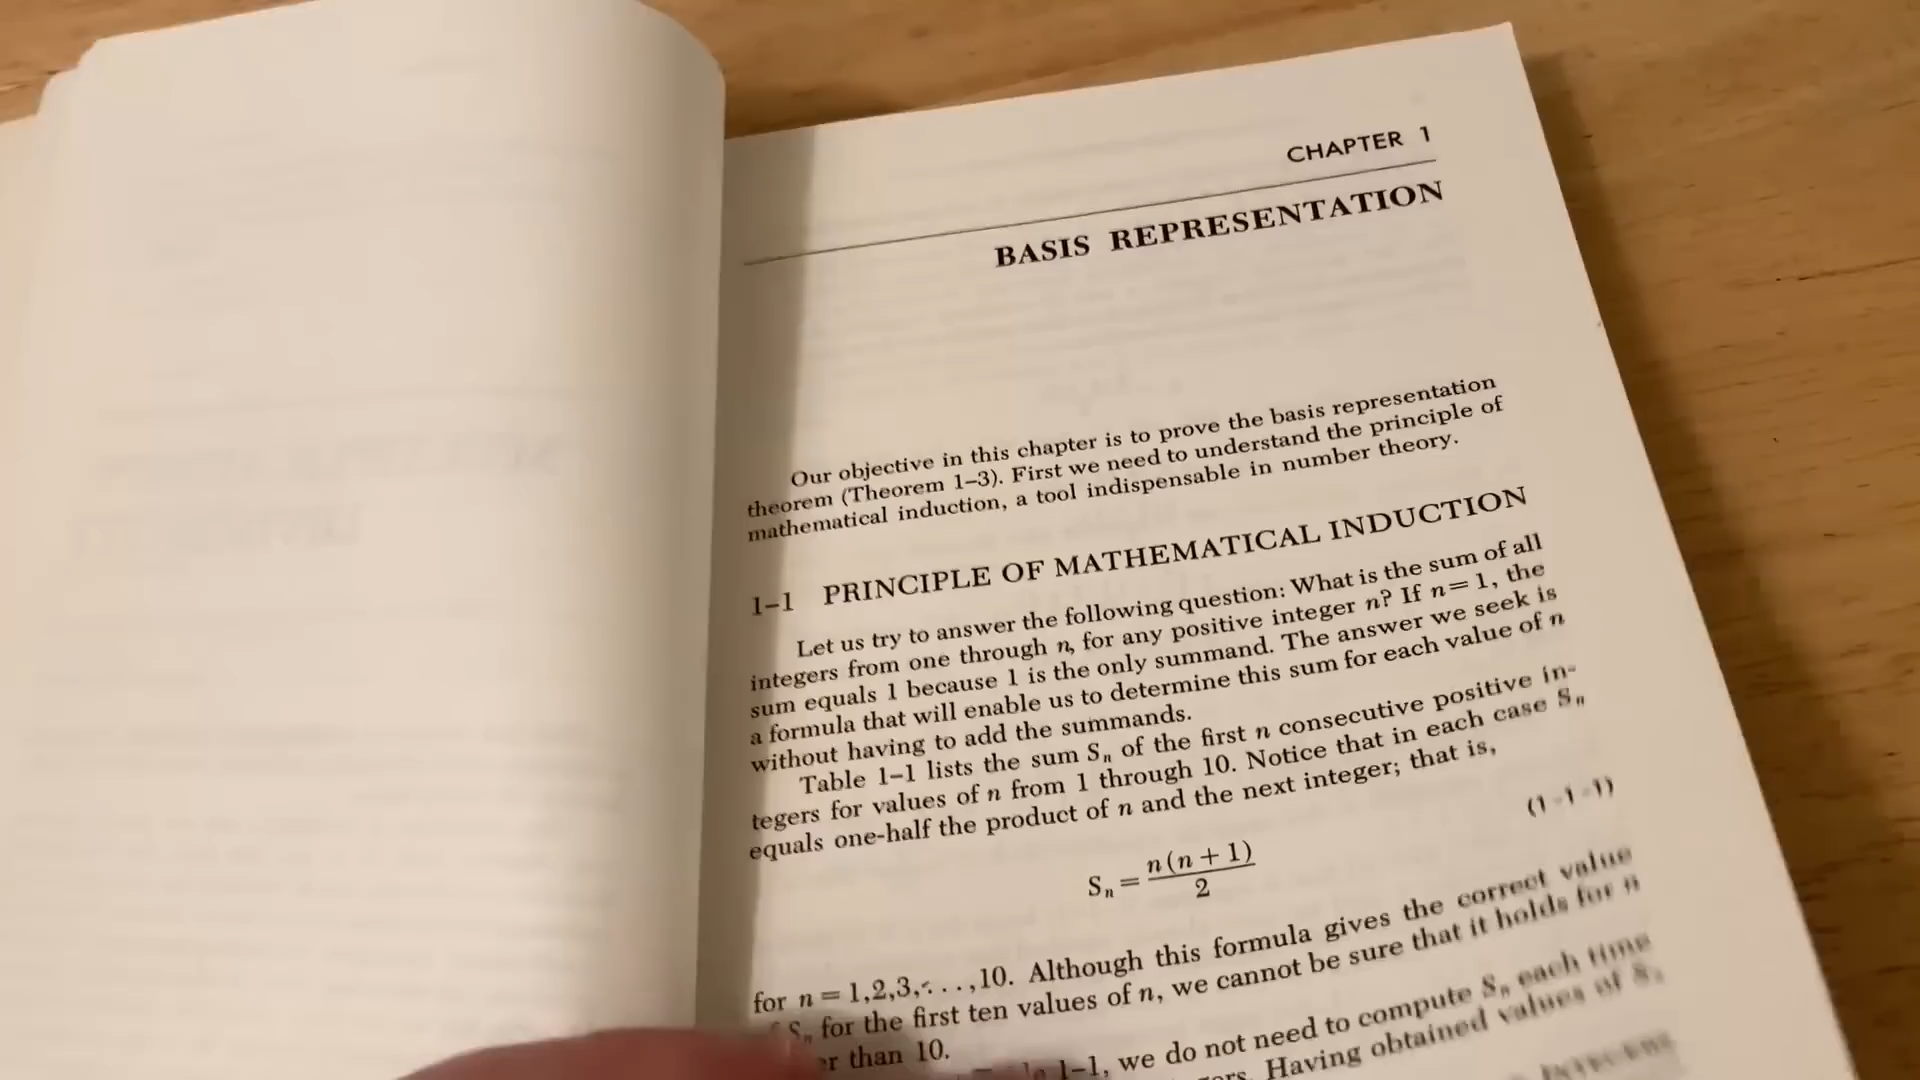 CHAPTER 1
BASIS REPRESENTATION
Our objective in this chapter is to prove the basis representation
theorem (Theorem 1–3). First we need to understand the principle of
mathematical induction, a tool indispensable in number theory.
1–1 PRINCIPLE OF MATHEMATICAL INDUCTION
Let us try to answer the following question: What is the sum of all
integers from one through n, for any positive integer n? If n = 1, the
sum equals 1 because 1 is the only summand. The answer we seek is
a formula that will enable us to determine this sum for each value of n
without having to add the summands.
Table 1–1 lists the sum Sₙ of the first n consecutive positive in-
tegers for values of n from 1 through 10. Notice that in each case Sₙ
equals one-half the product of n and the next integer; that is,
Sₙ = n(n + 1)/2 (1–1–1)
for n = 1,2,3, . . . ,10. Although this formula gives the correct value
Sₙ for the first ten values of n, we cannot be sure that it holds for n
than 10.
1–1, we do not need to compute Sₙ each time
Having obtained values of